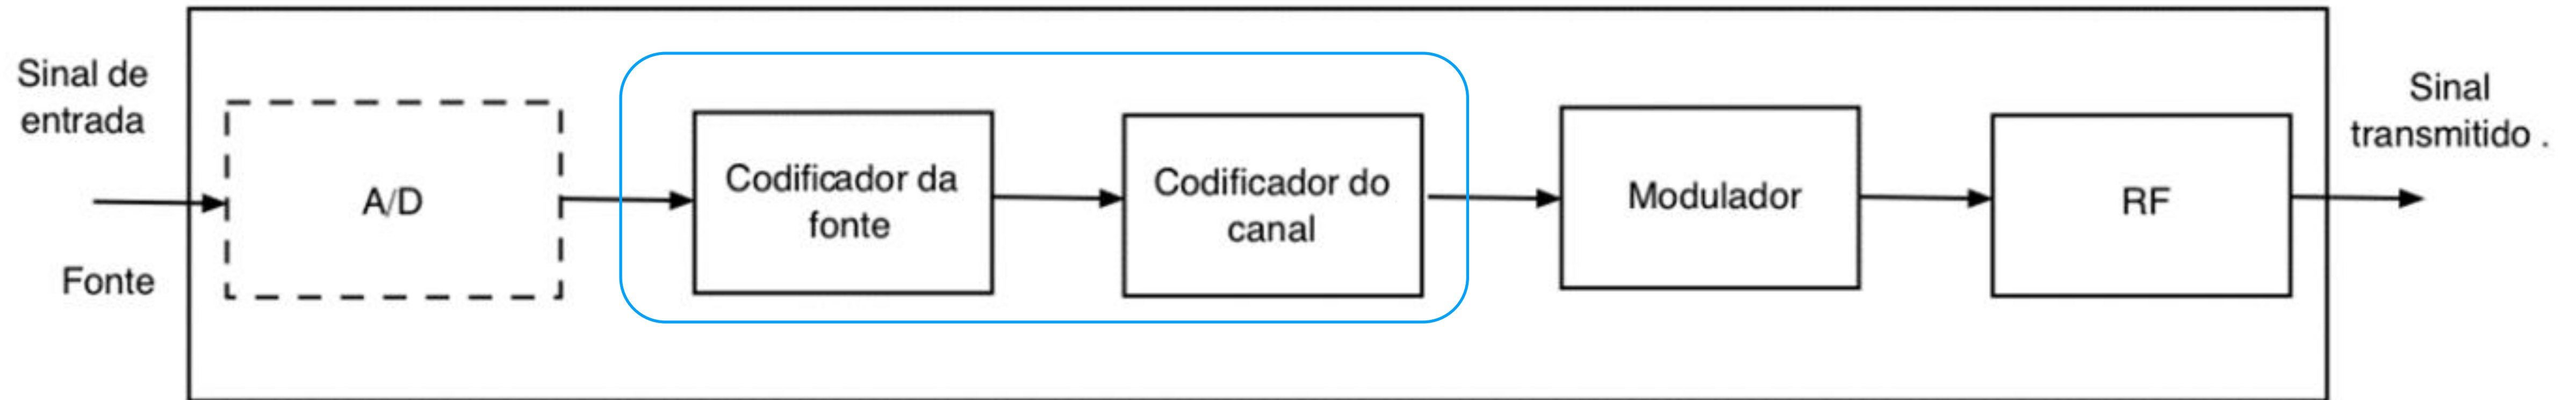 Sinal de
entrada
Fonte
A/D
Codificador da
fonte
Codificador do
canal
Modulador
RF
Sinal
transmitido .